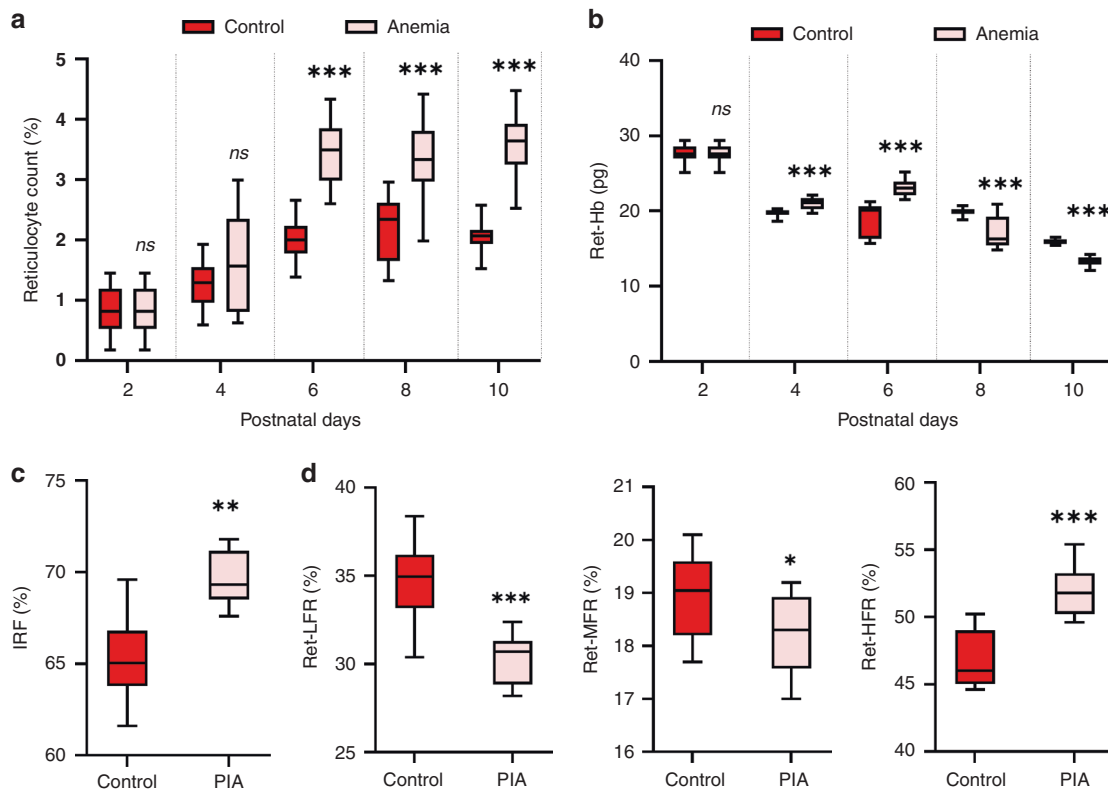 a
Control
Anemia
Reticulocyte count (%)
5
4
3
2
1
0
ns
ns
***
***
***
2
4
6
8
10
Postnatal days
b
Control
Anemia
Ret-Hb (pg)
40
30
20
10
0
ns
***
***
***
***
2
4
6
8
10
Postnatal days
c
IRF (%)
75
70
65
60
**
Control
PIA
d
Ret-LFR (%)
40
35
30
25
***
Control
PIA
Ret-MFR (%)
21
20
19
18
17
16
*
Control
PIA
Ret-HFR (%)
60
55
50
45
40
***
Control
PIA